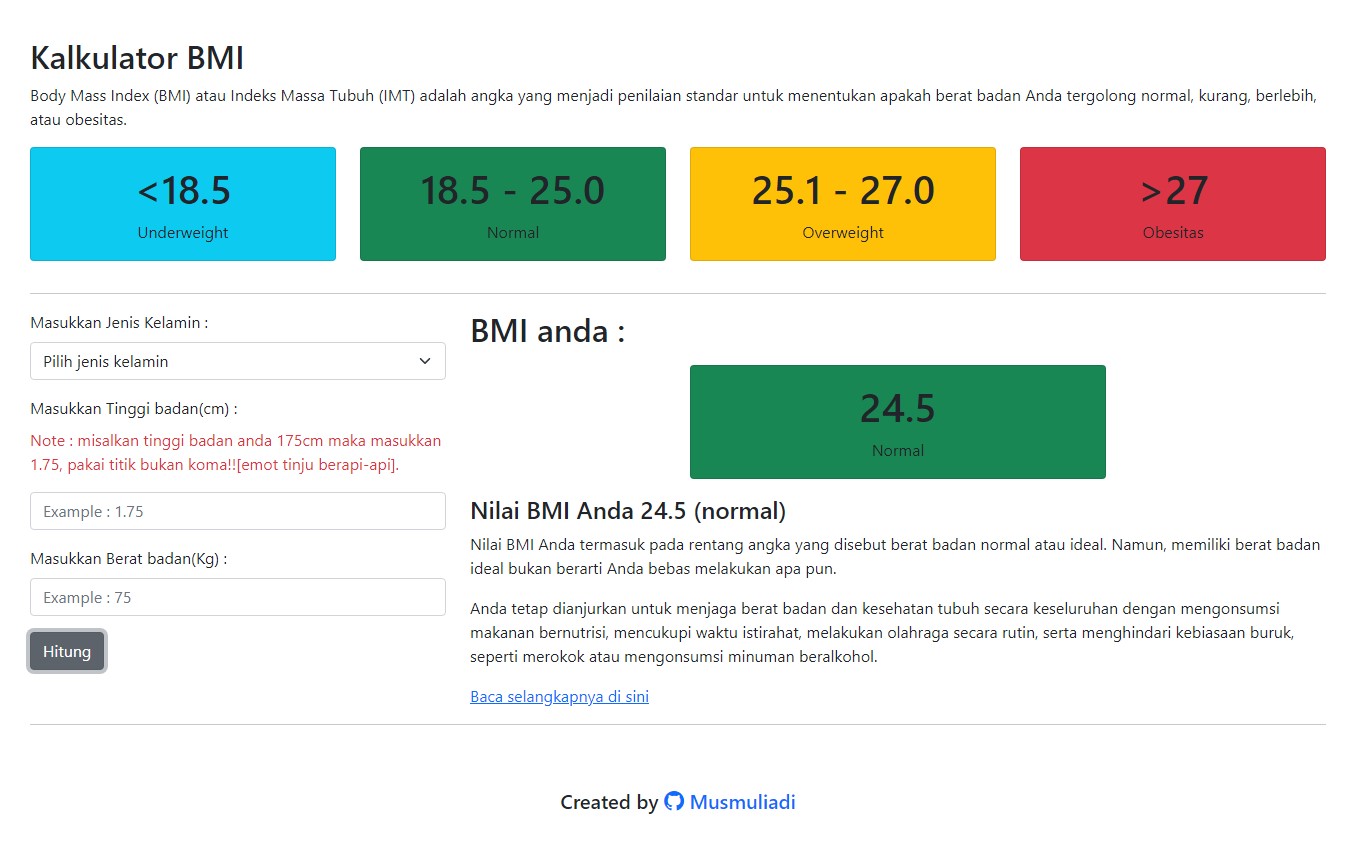 Kalkulator BMI
Body Mass Index (BMI) atau Indeks Massa Tubuh (IMT) adalah angka yang menjadi penilaian standar untuk menentukan apakah berat badan Anda tergolong normal, kurang, berlebih,
atau obesitas.
<18.5
Underweight
18.5 - 25.0
Normal
25.1 - 27.0
Overweight
>27
Obesitas
Masukkan Jenis Kelamin :
Pilih jenis kelamin
Masukkan Tinggi badan(cm) :
Note : misalkan tinggi badan anda 175cm maka masukkan
1.75, pakai titik bukan koma!![emot tinju berapi-api].
Example : 1.75
Masukkan Berat badan(Kg) :
Example : 75
Hitung
BMI anda :
24.5
Normal
Nilai BMI Anda 24.5 (normal)
Nilai BMI Anda termasuk pada rentang angka yang disebut berat badan normal atau ideal. Namun, memiliki berat badan
ideal bukan berarti Anda bebas melakukan apa pun.
Anda tetap dianjurkan untuk menjaga berat badan dan kesehatan tubuh secara keseluruhan dengan mengonsumsi
makanan bernutrisi, mencukupi waktu istirahat, melakukan olahraga secara rutin, serta menghindari kebiasaan buruk,
seperti merokok atau mengonsumsi minuman beralkohol.
Baca selangkapnya di sini
Created by Musmuliadi